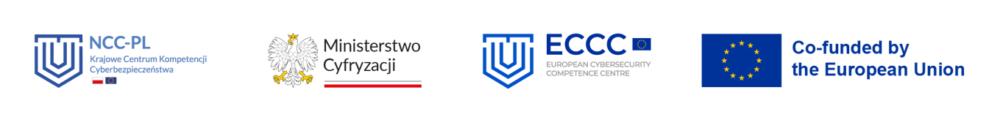 NCC-PL
Krajowe Centrum Kompetencji
Cyberbezpieczeństwa
Ministerstwo
Cyfryzacji
ECCC
EUROPEAN CYBERSECURITY
COMPETENCE CENTRE
Co-funded by
the European Union